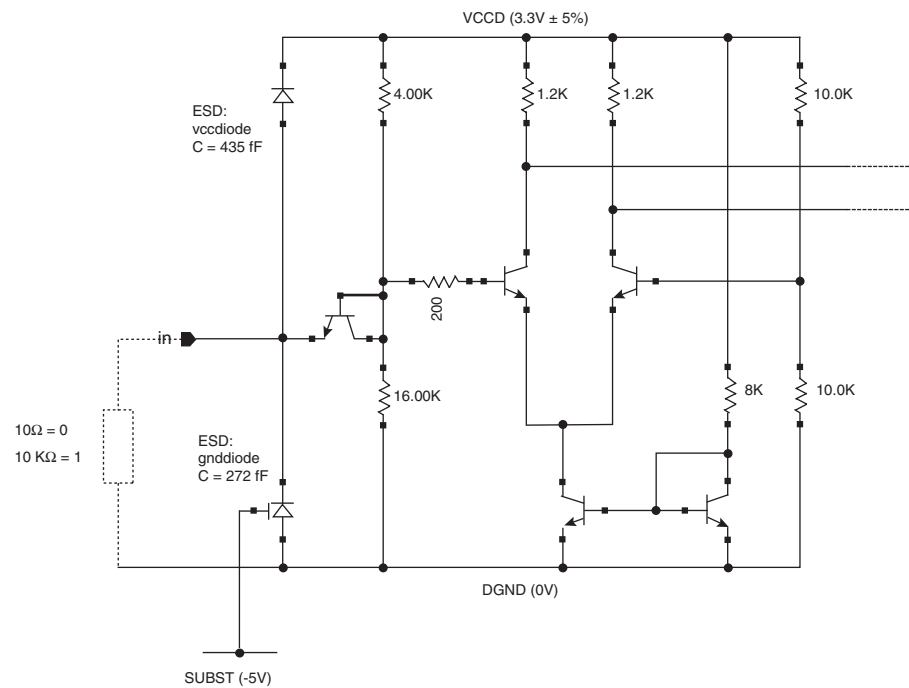 VCCD (3.3V ± 5%)
4.00K
1.2K
1.2K
10.0K
ESD:
vccdiode
C = 435 fF
200
in
16.00K
8K
10.0K
10Ω = 0
10 KΩ = 1
ESD:
gnddiode
C = 272 fF
DGND (0V)
SUBST (-5V)